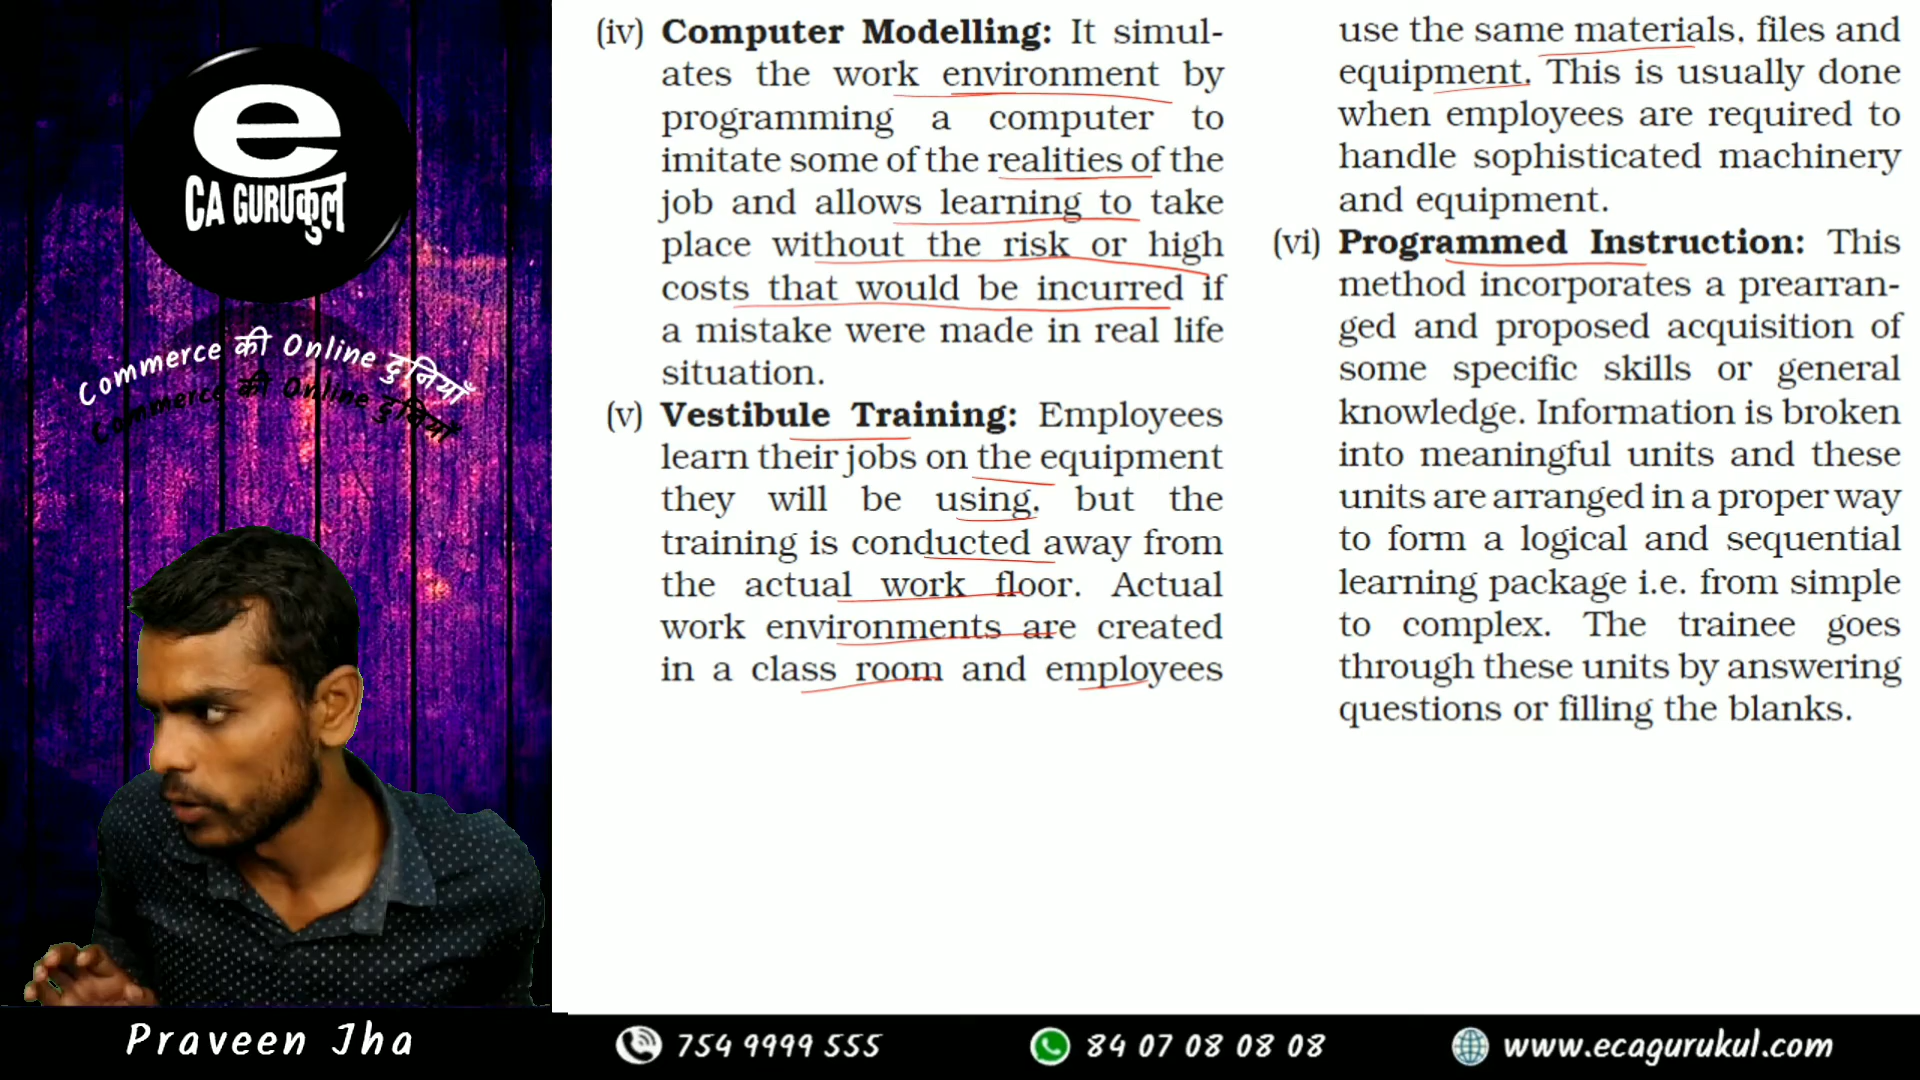 e
CA GURUकुल
Commerce की Online दुनियाँ
Commerce की Online दुनियाँ
(iv) Computer Modelling: It simul-
ates the work environment by
programming a computer to
imitate some of the realities of the
job and allows learning to take
place without the risk or high
costs that would be incurred if
a mistake were made in real life
situation.
(v) Vestibule Training: Employees
learn their jobs on the equipment
they will be using, but the
training is conducted away from
the actual work floor. Actual
work environments are created
in a class room and employees
use the same materials, files and
equipment. This is usually done
when employees are required to
handle sophisticated machinery
and equipment.
(vi) Programmed Instruction: This
method incorporates a prearran-
ged and proposed acquisition of
some specific skills or general
knowledge. Information is broken
into meaningful units and these
units are arranged in a proper way
to form a logical and sequential
learning package i.e. from simple
to complex. The trainee goes
through these units by answering
questions or filling the blanks.
Praveen Jha
754 9999 555
84 07 08 08 08
www.ecagurukul.com